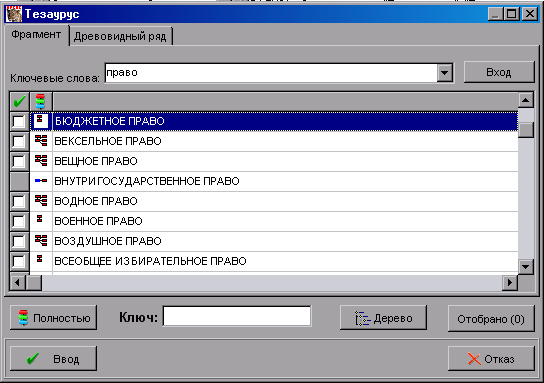 Тезаурус
Фрагмент Древовидный ряд
Ключевые слова: право Вход
БЮДЖЕТНОЕ ПРАВО
ВЕКСЕЛЬНОЕ ПРАВО
ВЕЩНОЕ ПРАВО
ВНУТРИГОСУДАРСТВЕННОЕ ПРАВО
ВОДНОЕ ПРАВО
ВОЕННОЕ ПРАВО
ВОЗДУШНОЕ ПРАВО
ВСЕОБЩЕЕ ИЗБИРАТЕЛЬНОЕ ПРАВО
Полностью Ключ: Дерево Отобрано (0)
Ввод Отказ